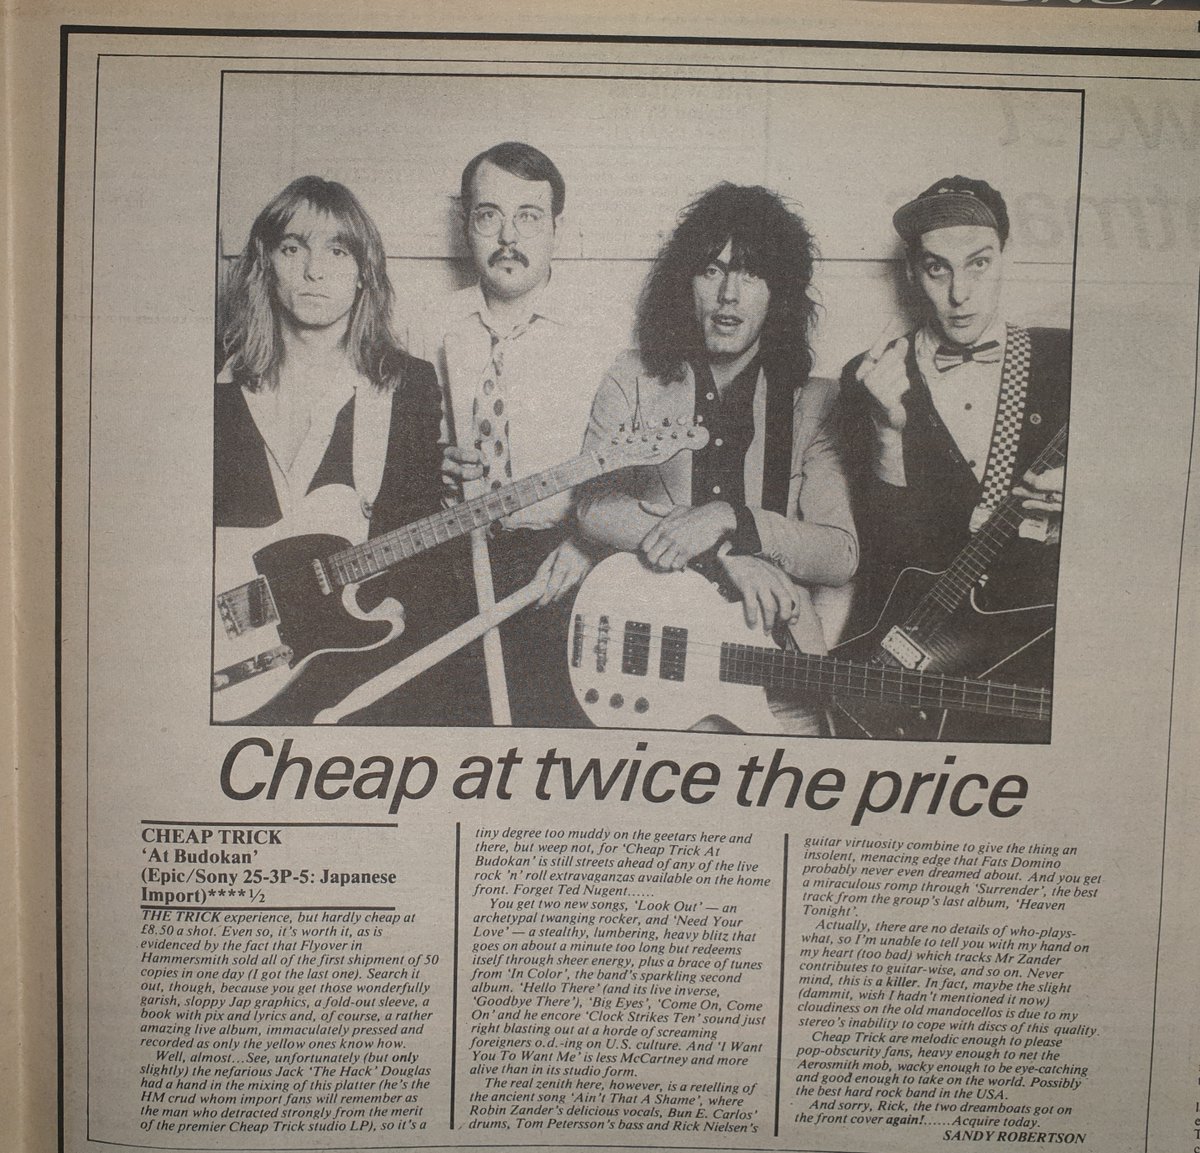 Cheap at twice the price
CHEAP TRICK
‘At Budokan’
(Epic/Sony 25-3P-5: Japanese
Import)****½
THE TRICK experience, but hardly cheap at
£8.50 a shot. Even so, it's worth it, as is
evidenced by the fact that Flyover in
Hammersmith sold all of the first shipment of 50
copies in one day (I got the last one). Search it
out, though, because you get those wonderfully
garish, sloppy Jap graphics, a fold-out sleeve, a
book with pix and lyrics and, of course, a rather
amazing live album, immaculately pressed and
recorded as only the yellow ones know how.
Well, almost...See, unfortunately (but only
slightly) the nefarious Jack ‘The Hack’ Douglas
had a hand in the mixing of this platter (he's the
HM crud whom import fans will remember as
the man who detracted strongly from the merit
of the premier Cheap Trick studio LP), so it's a
tiny degree too muddy on the geetars here and
there, but weep not, for ‘Cheap Trick At
Budokan’ is still streets ahead of any of the live
rock ‘n’ roll extravaganzas available on the home
front. Forget Ted Nugent......
You get two new songs, ‘Look Out’ — an
archetypal twanging rocker, and ‘Need Your
Love’ — a stealthy, lumbering, heavy blitz that
goes on about a minute too long but redeems
itself through sheer energy, plus a brace of tunes
from ‘In Color’, the band's sparkling second
album. ‘Hello There’ (and its live inverse,
‘Goodbye There’), ‘Big Eyes’, ‘Come On, Come
On’ and he encore ‘Clock Strikes Ten’ sound just
right blasting out at a horde of screaming
foreigners o.d.-ing on U.S. culture. And ‘I Want
You To Want Me’ is less McCartney and more
alive than in its studio form.
The real zenith here, however, is a retelling of
the ancient song ‘Ain't That A Shame’, where
Robin Zander's delicious vocals, Bun E. Carlos’
drums, Tom Petersson's bass and Rick Nielsen's
guitar virtuosity combine to give the thing an
insolent, menacing edge that Fats Domino
probably never even dreamed about. And you get
a miraculous romp through ‘Surrender’, the best
track from the group's last album, ‘Heaven
Tonight’.
Actually, there are no details of who-plays-
what, so I'm unable to tell you with my hand on
my heart (too bad) which tracks Mr Zander
contributes to guitar-wise, and so on. Never
mind, this is a killer. In fact, maybe the slight
(dammit, wish I hadn't mentioned it now)
cloudiness on the old mandocellos is due to my
stereo's inability to cope with discs of this quality.
Cheap Trick are melodic enough to please
pop-obscurity fans, heavy enough to net the
Aerosmith mob, wacky enough to be eye-catching
and good enough to take on the world. Possibly
the best hard rock band in the USA.
And sorry, Rick, the two dreamboats got on
the front cover again!......Acquire today.
SANDY ROBERTSON